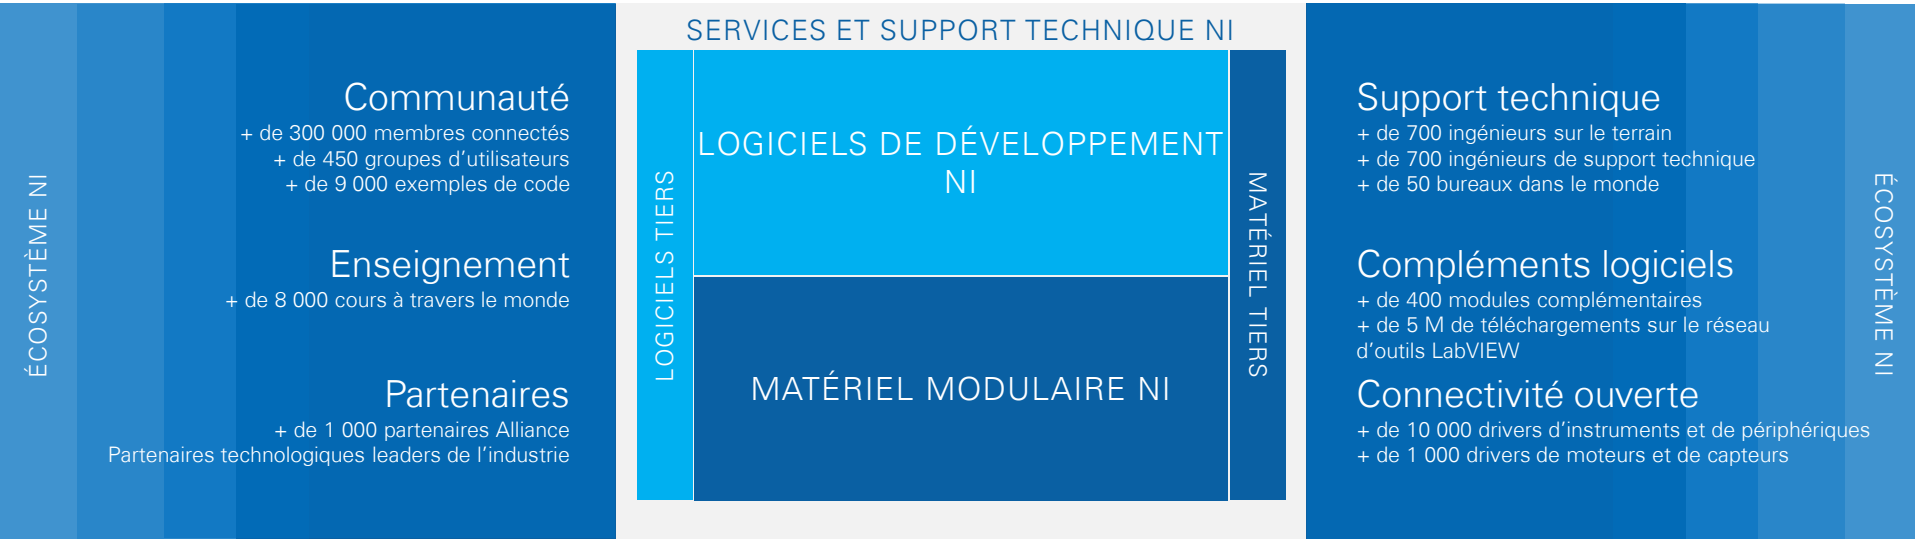 ÉCOSYSTÈME NI
Communauté
+ de 300 000 membres connectés
+ de 450 groupes d'utilisateurs
+ de 9 000 exemples de code
Enseignement
+ de 8 000 cours à travers le monde
Partenaires
+ de 1 000 partenaires Alliance
Partenaires technologiques leaders de l'industrie
SERVICES ET SUPPORT TECHNIQUE NI
LOGICIELS TIERS
LOGICIELS DE DÉVELOPPEMENT
NI
MATÉRIEL MODULAIRE NI
MATÉRIEL TIERS
Support technique
+ de 700 ingénieurs sur le terrain
+ de 700 ingénieurs de support technique
+ de 50 bureaux dans le monde
Compléments logiciels
+ de 400 modules complémentaires
+ de 5 M de téléchargements sur le réseau
d'outils LabVIEW
Connectivité ouverte
+ de 10 000 drivers d'instruments et de périphériques
+ de 1 000 drivers de moteurs et de capteurs
ÉCOSYSTÈME NI